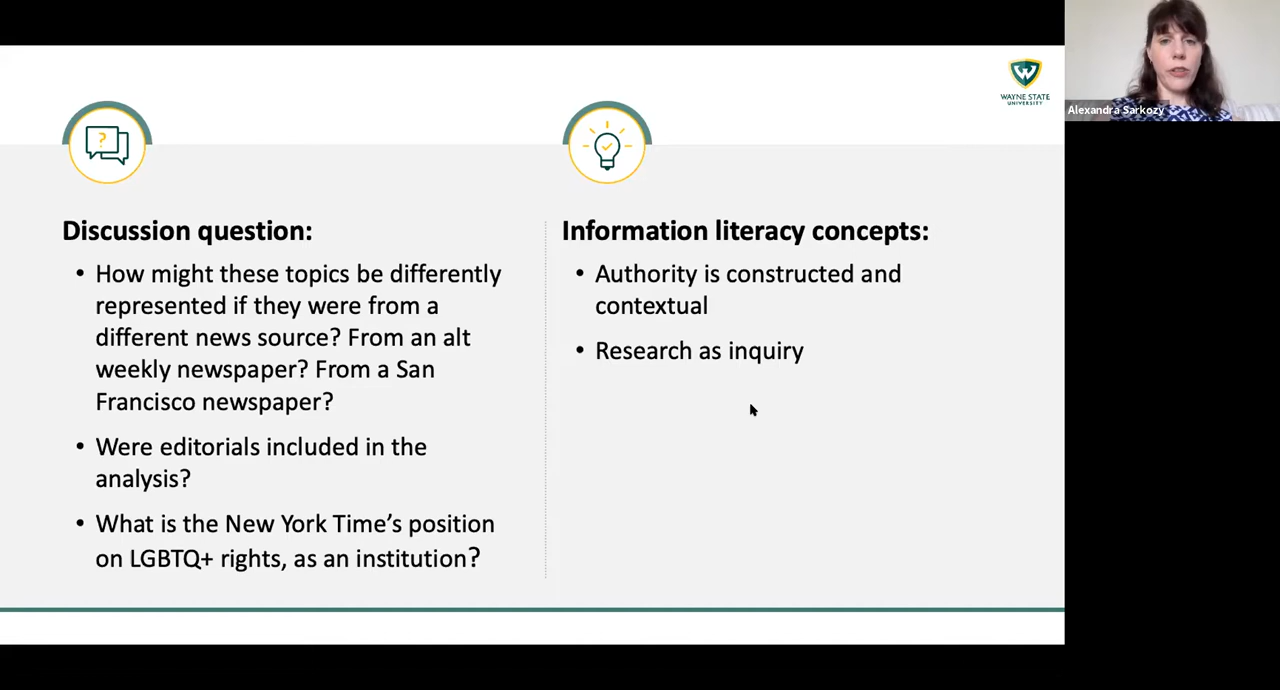 WAYNE STATE
UNIVERSITY
Alexandra Sarkozy
?
Discussion question:
• How might these topics be differently
represented if they were from a
different news source? From an alt
weekly newspaper? From a San
Francisco newspaper?
• Were editorials included in the
analysis?
• What is the New York Time’s position
on LGBTQ+ rights, as an institution?
Information literacy concepts:
• Authority is constructed and
contextual
• Research as inquiry